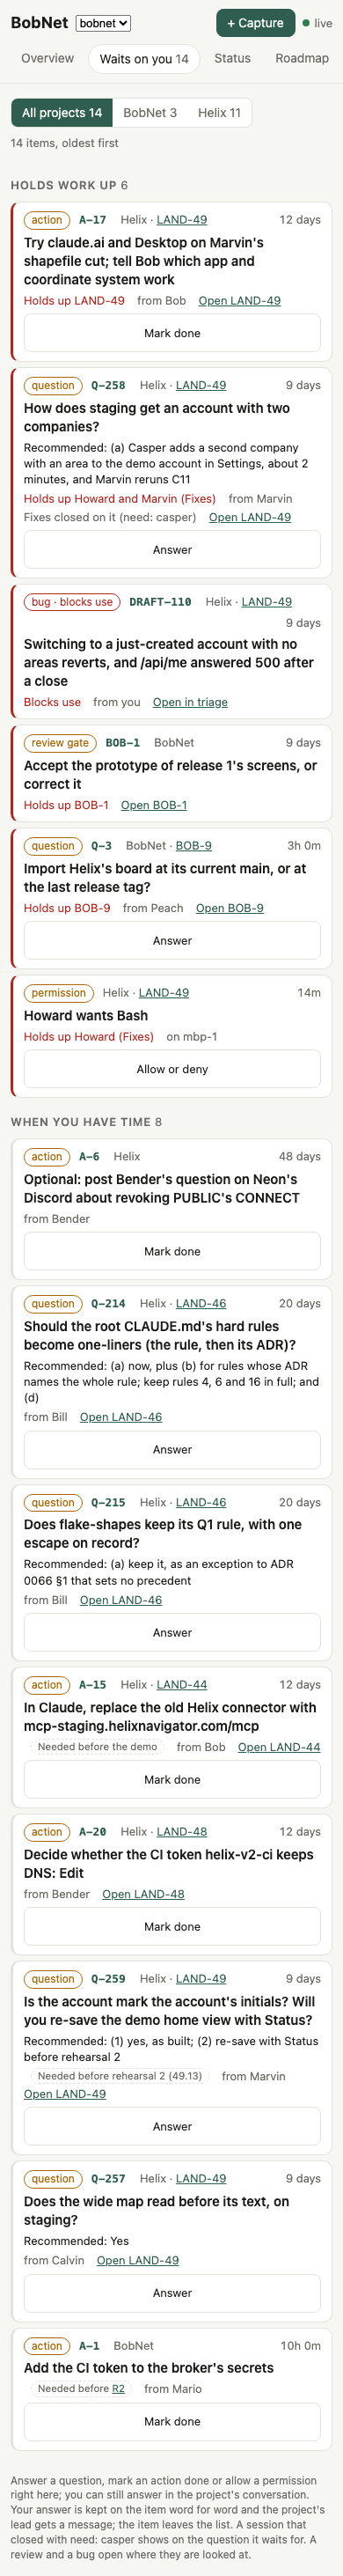 BobNet bobnet + Capture live
Overview Waits on you 14 Status Roadmap
All projects 14 BobNet 3 Helix 11
14 items, oldest first
HOLDS WORK UP 6
action A-17 Helix · LAND-49 12 days
Try claude.ai and Desktop on Marvin's
shapefile cut; tell Bob which app and
coordinate system work
Holds up LAND-49 from Bob Open LAND-49
Mark done
question Q-258 Helix · LAND-49 9 days
How does staging get an account with two
companies?
Recommended: (a) Casper adds a second company
with an area to the demo account in Settings, about 2
minutes, and Marvin reruns C11
Holds up Howard and Marvin (Fixes) from Marvin
Fixes closed on it (need: casper) Open LAND-49
Answer
bug · blocks use DRAFT-110 Helix · LAND-49
9 days
Switching to a just-created account with no
areas reverts, and /api/me answered 500 after
a close
Blocks use from you Open in triage
review gate BOB-1 BobNet 9 days
Accept the prototype of release 1's screens, or
correct it
Holds up BOB-1 Open BOB-1
question Q-3 BobNet · BOB-9 3h 0m
Import Helix's board at its current main, or at
the last release tag?
Holds up BOB-9 from Peach Open BOB-9
Answer
permission Helix · LAND-49 14m
Howard wants Bash
Holds up Howard (Fixes) on mbp-1
Allow or deny
WHEN YOU HAVE TIME 8
action A-6 Helix 48 days
Optional: post Bender's question on Neon's
Discord about revoking PUBLIC's CONNECT
from Bender
Mark done
question Q-214 Helix · LAND-46 20 days
Should the root CLAUDE.md's hard rules
become one-liners (the rule, then its ADR)?
Recommended: (a) now, plus (b) for rules whose ADR
names the whole rule; keep rules 4, 6 and 16 in full; and
(d)
from Bill Open LAND-46
Answer
question Q-215 Helix · LAND-46 20 days
Does flake-shapes keep its Q1 rule, with one
escape on record?
Recommended: (a) keep it, as an exception to ADR
0066 §1 that sets no precedent
from Bill Open LAND-46
Answer
action A-15 Helix · LAND-44 12 days
In Claude, replace the old Helix connector with
mcp-staging.helixnavigator.com/mcp
Needed before the demo from Bob Open LAND-44
Mark done
action A-20 Helix · LAND-48 12 days
Decide whether the CI token helix-v2-ci keeps
DNS: Edit
from Bender Open LAND-48
Mark done
question Q-259 Helix · LAND-49 9 days
Is the account mark the account's initials? Will
you re-save the demo home view with Status?
Recommended: (1) yes, as built; (2) re-save with Status
before rehearsal 2
Needed before rehearsal 2 (49.13) from Marvin
Open LAND-49
Answer
question Q-257 Helix · LAND-49 9 days
Does the wide map read before its text, on
staging?
Recommended: Yes
from Calvin Open LAND-49
Answer
action A-1 BobNet 10h 0m
Add the CI token to the broker's secrets
Needed before R2 from Mario
Mark done
Answer a question, mark an action done or allow a permission
right here; you can still answer in the project's conversation.
Your answer is kept on the item word for word and the project's
lead gets a message; the item leaves the list. A session that
closed with need: casper shows on the question it waits for. A
review and a bug open where they are looked at.